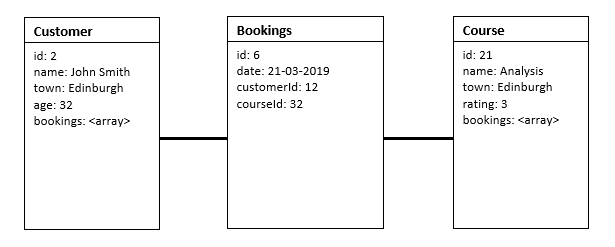 Customer
id: 2
name: John Smith
town: Edinburgh
age: 32
bookings: <array>
Bookings
id: 6
date: 21-03-2019
customerId: 12
courseId: 32
Course
id: 21
name: Analysis
town: Edinburgh
rating: 3
bookings: <array>